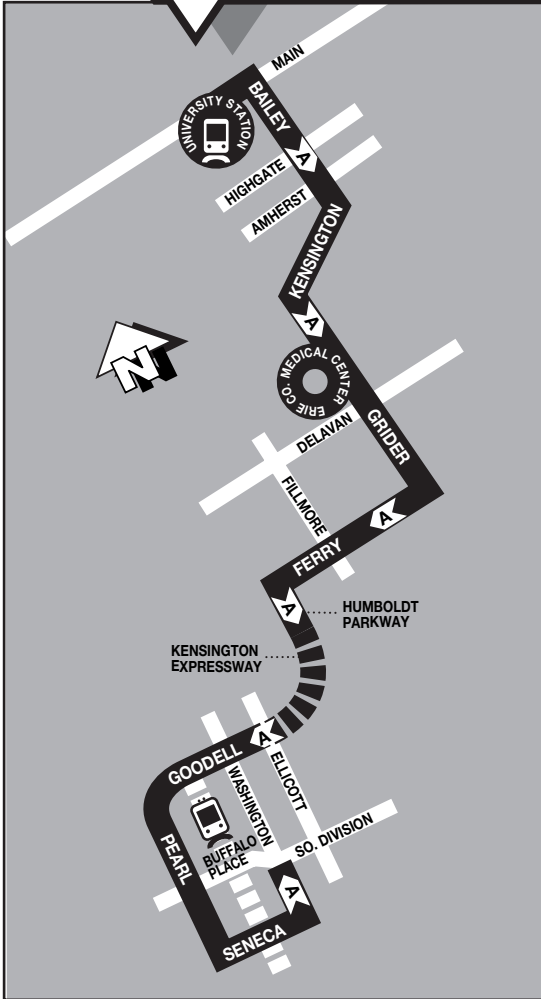 MAIN
UNIVERSITY STATION
BAILEY
A
HIGHGATE
AMHERST
KENSINGTON
A
N
ERIE CO. MEDICAL CENTER
DELAVAN
GRIDER
FILLMORE
A
FERRY
A
HUMBOLDT
PARKWAY
KENSINGTON
EXPRESSWAY
A
GOODELL
WASHINGTON
ELLICOTT
BUFFALO
PLACE
SO. DIVISION
PEARL
A
SENECA